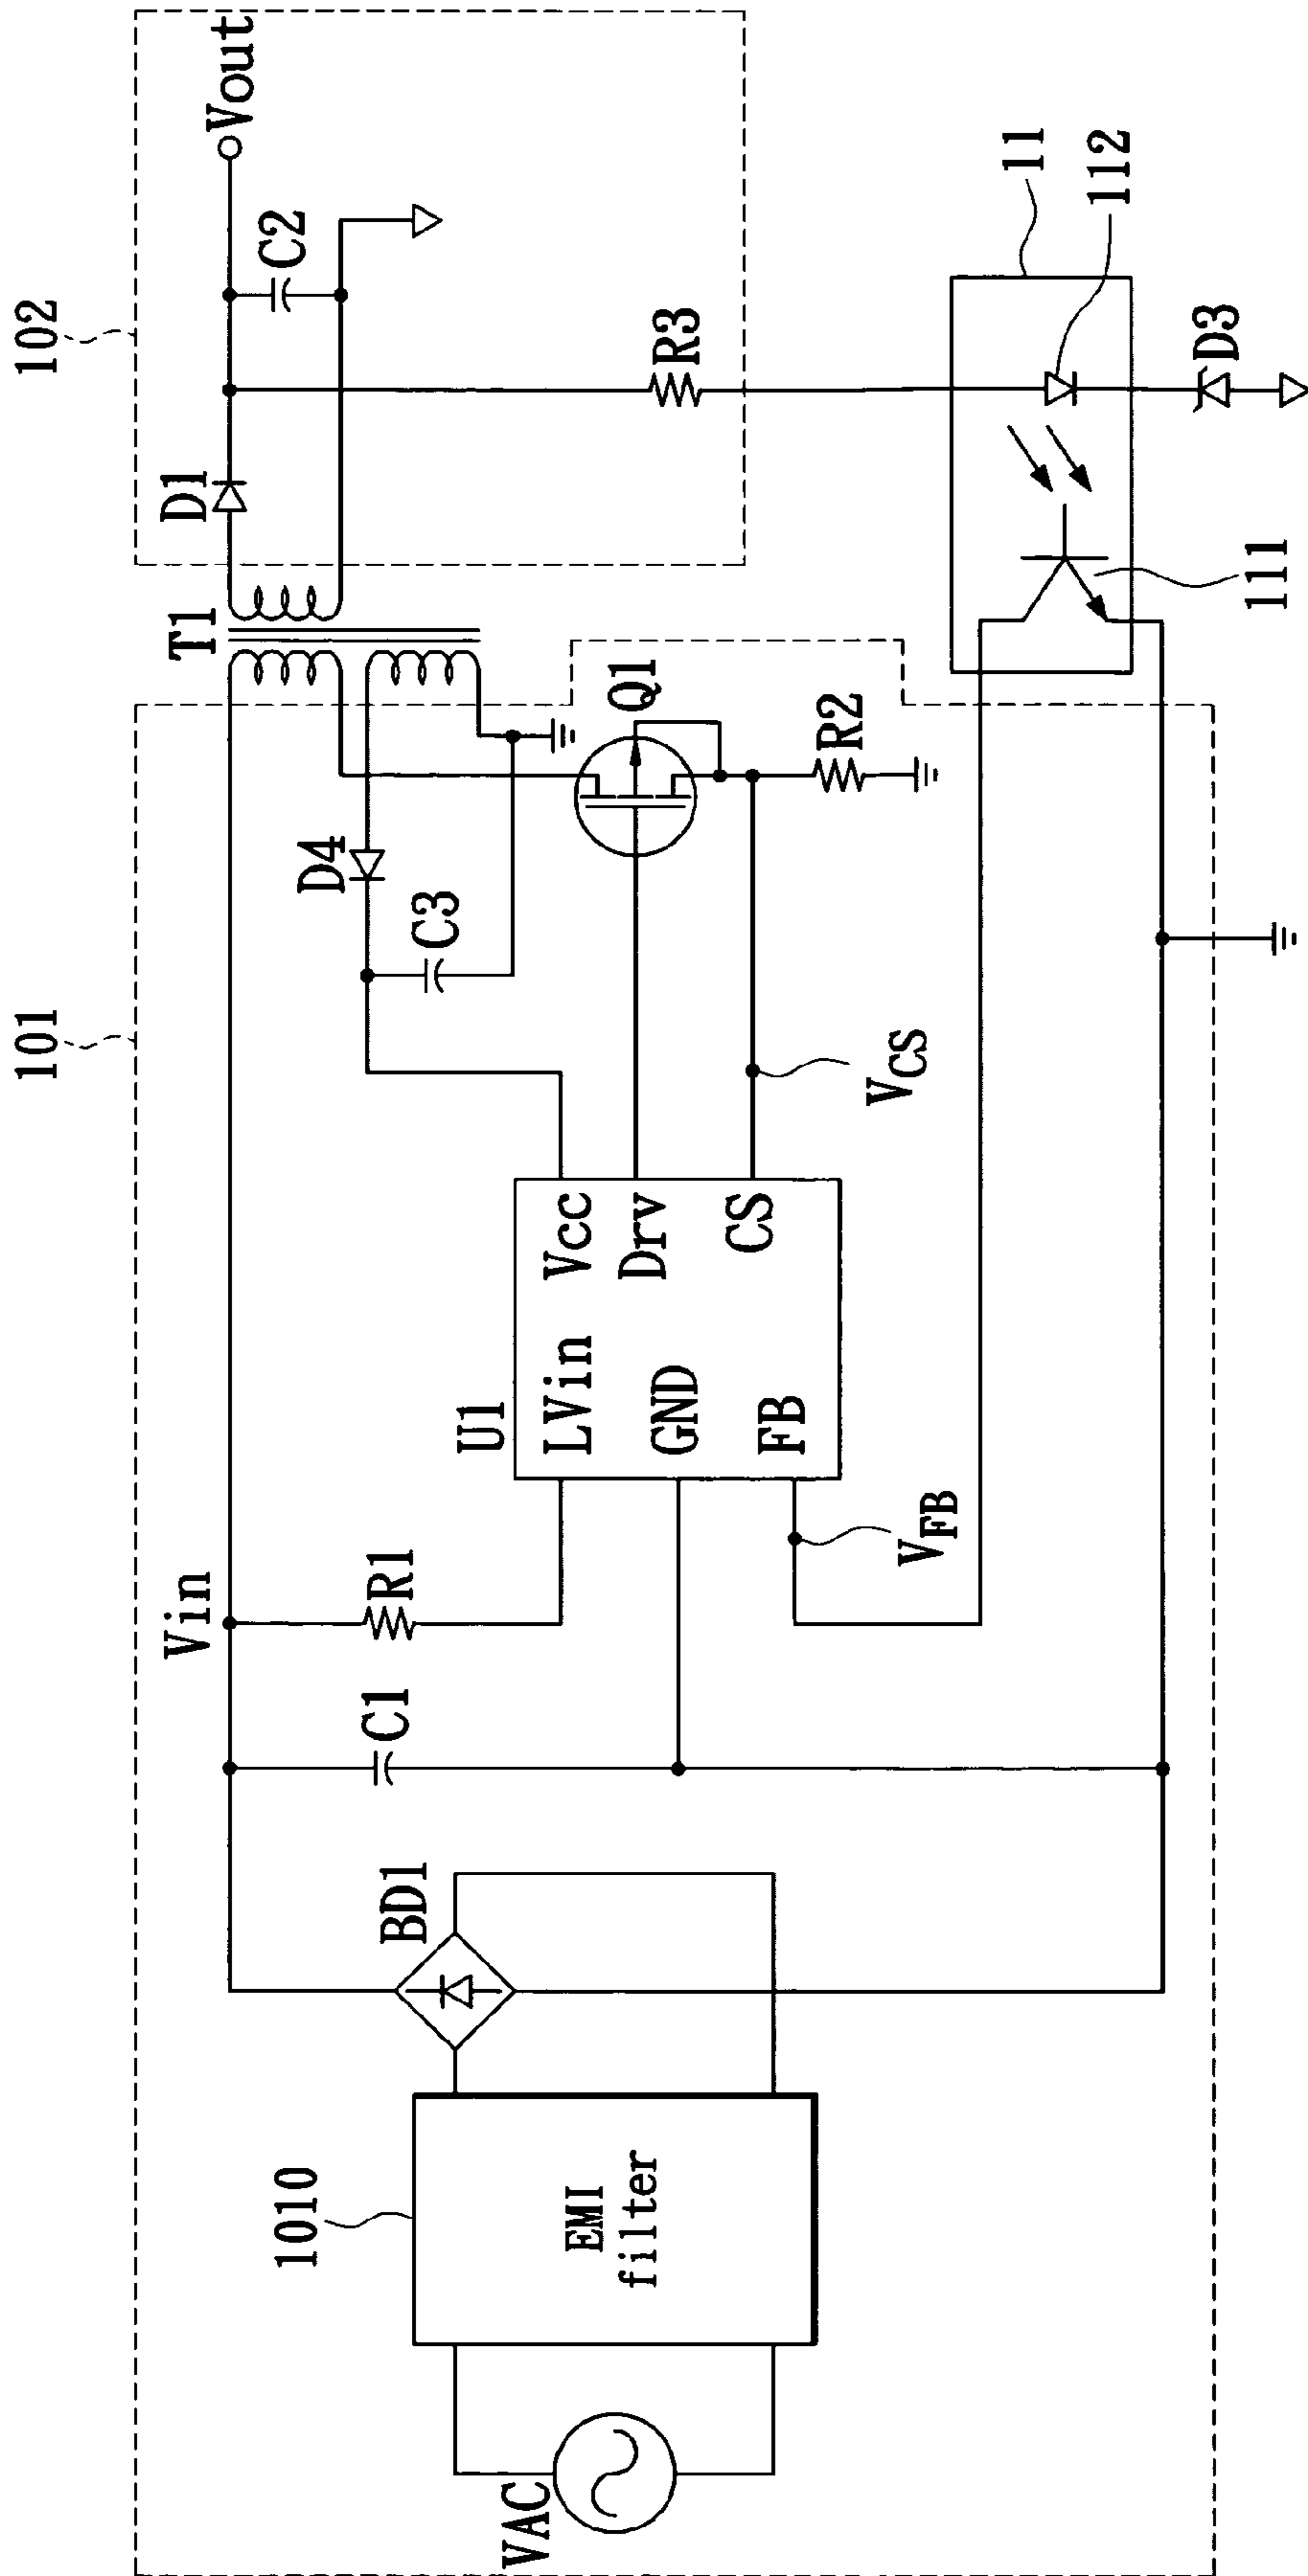 101
102
Vin
T1
D1
Vout
C2
R1
C1
D4
C3
BD1
1010
EMI
filter
VAC
U1
LVin
Vcc
GND
Drv
FB
CS
VFB
VCS
Q1
R2
R3
11
112
111
D3